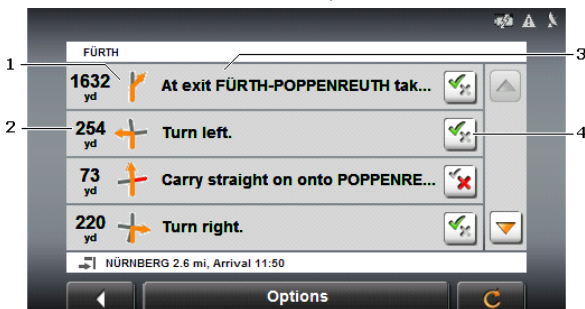 FÜRTH
1
3
1632
yd
At exit FÜRTH-POPPENREUTH tak...
2
254
yd
Turn left.
4
73
yd
Carry straight on onto POPPENRE...
220
yd
Turn right.
NÜRNBERG 2.6 mi, Arrival 11:50
Options